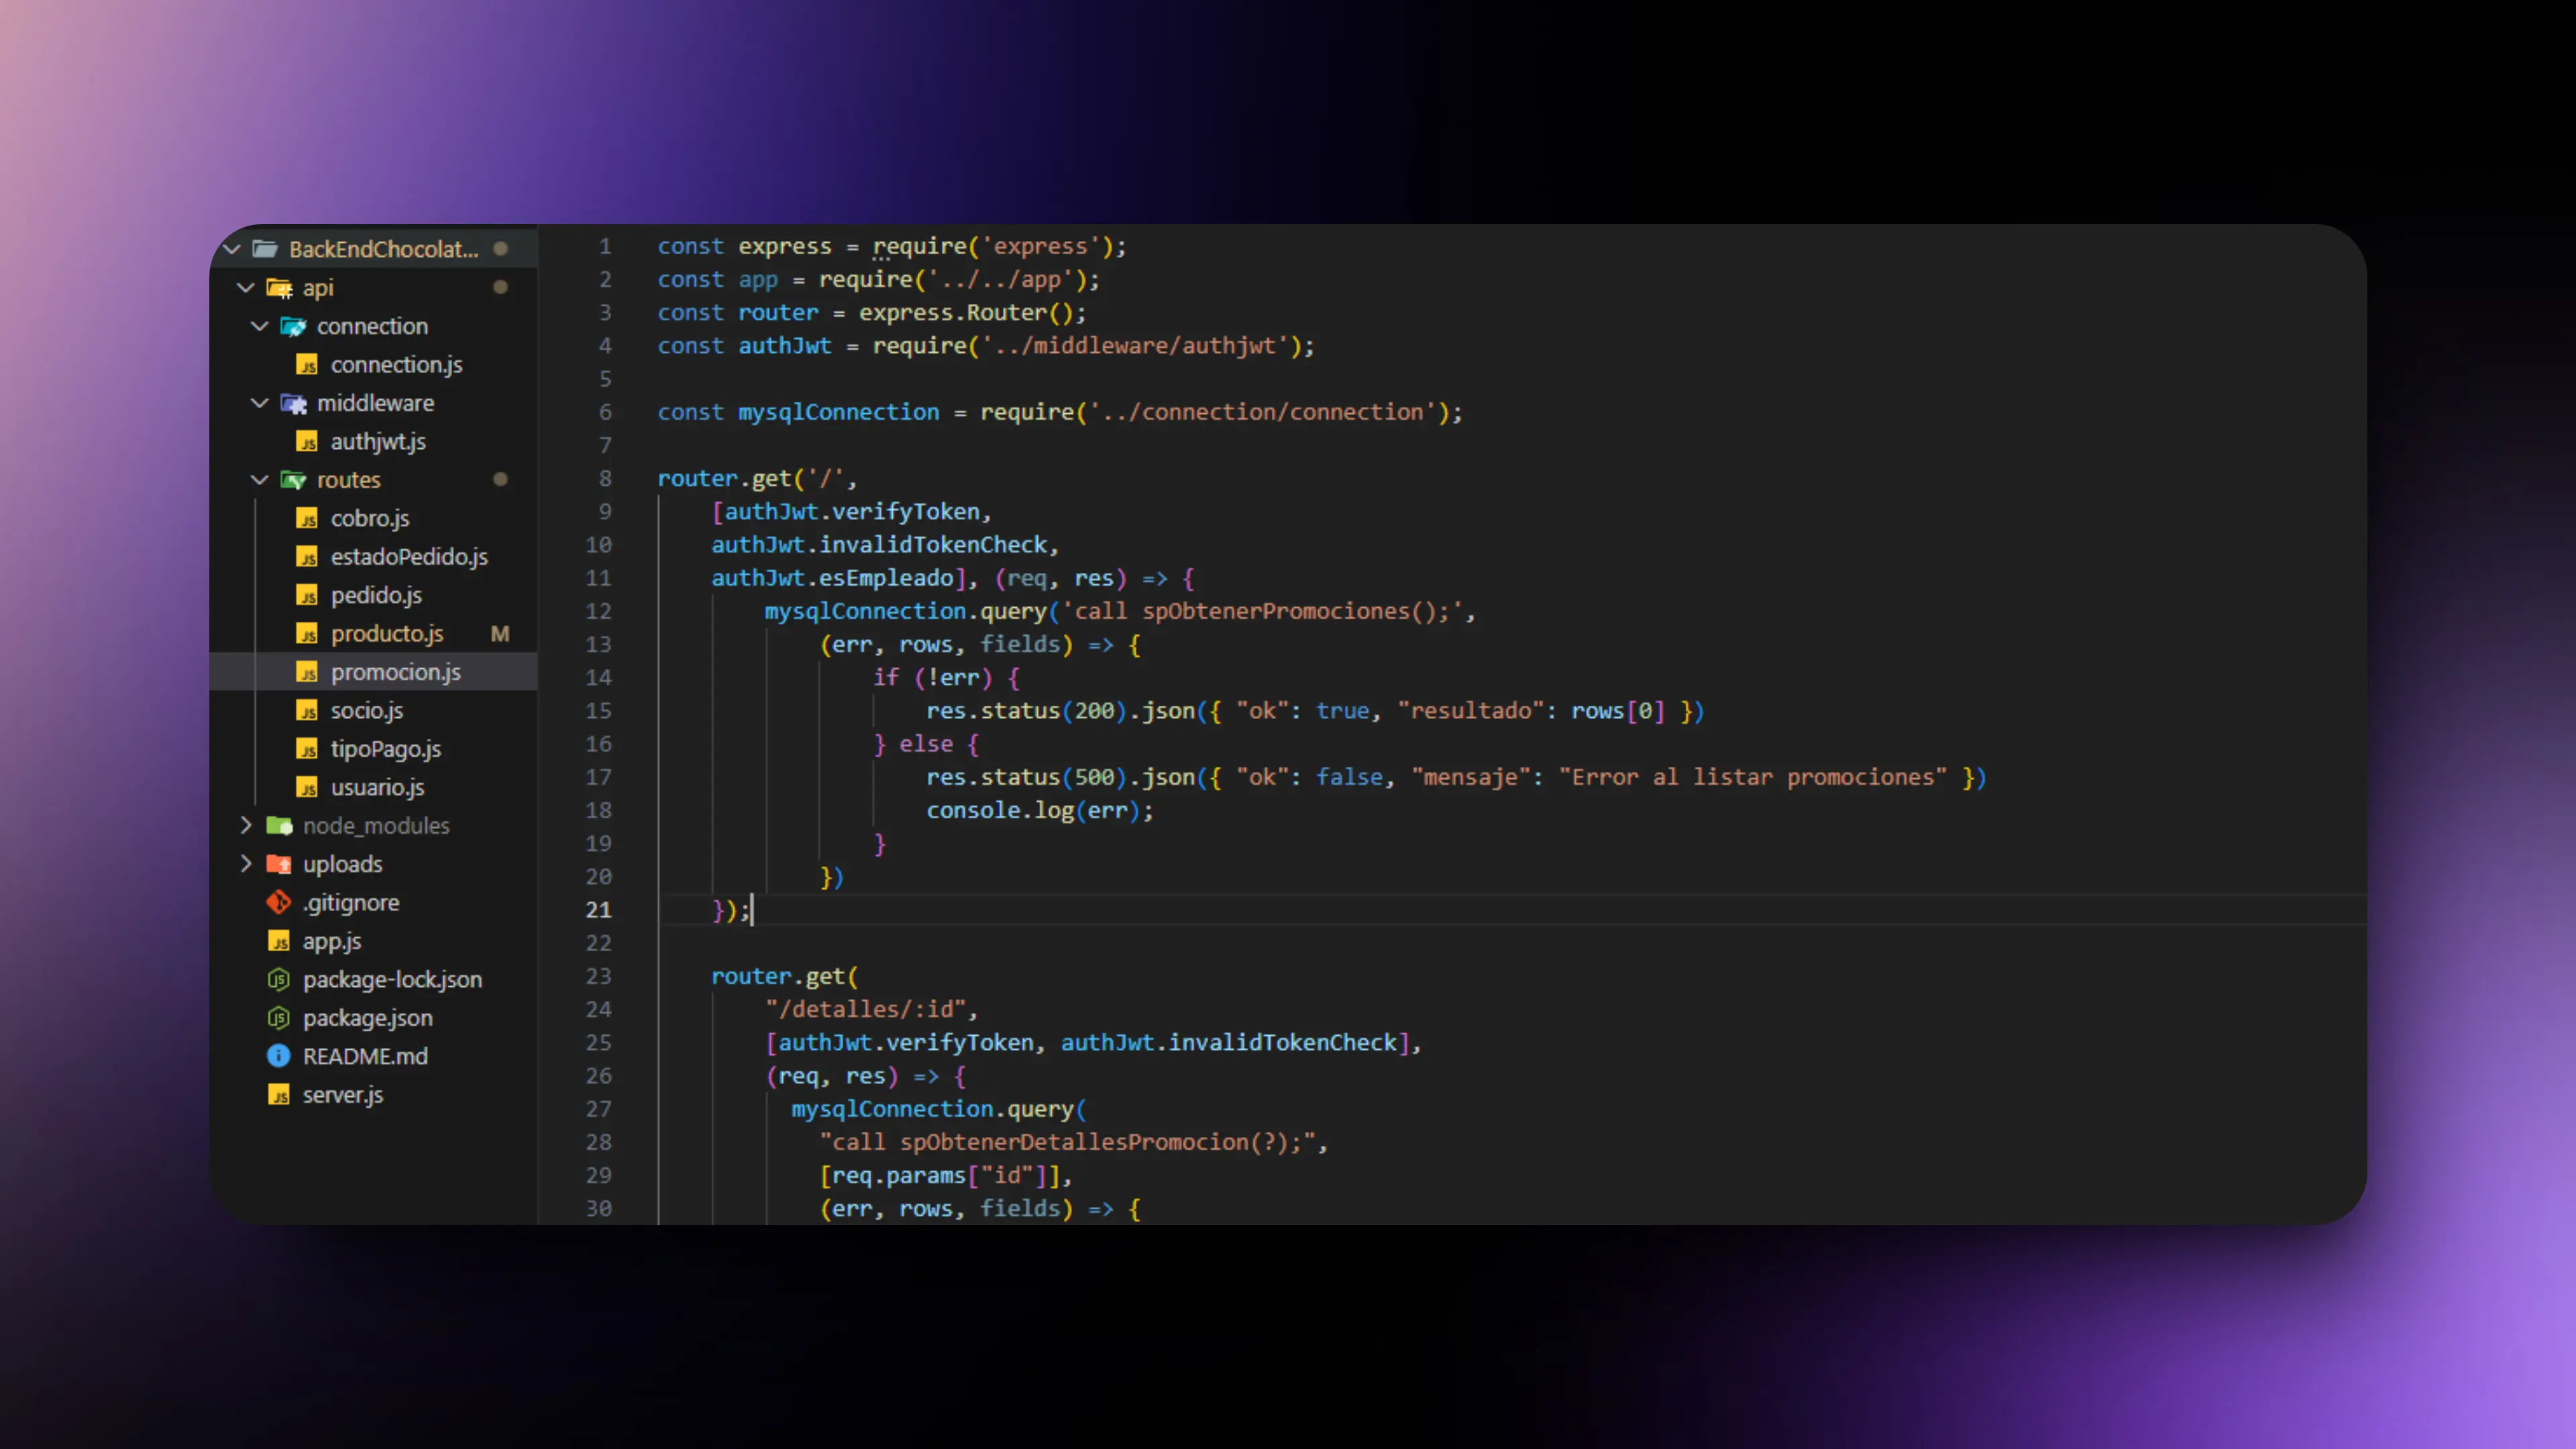 BackEndChocolat...
api
connection
connection.js
middleware
authjwt.js
routes
cobro.js
estadoPedido.js
pedido.js
producto.js M
promocion.js
socio.js
tipoPago.js
usuario.js
node_modules
uploads
.gitignore
app.js
package-lock.json
package.json
README.md
server.js
1 const express = require('express');
2 const app = require('../../app');
3 const router = express.Router();
4 const authJwt = require('../middleware/authjwt');
5
6 const mysqlConnection = require('../connection/connection');
7
8 router.get('/',
9 [authJwt.verifyToken,
10 authJwt.invalidTokenCheck,
11 authJwt.esEmpleado], (req, res) => {
12 mysqlConnection.query('call spObtenerPromociones();',
13 (err, rows, fields) => {
14 if (!err) {
15 res.status(200).json({ "ok": true, "resultado": rows[0] })
16 } else {
17 res.status(500).json({ "ok": false, "mensaje": "Error al listar promociones" })
18 console.log(err);
19 }
20 })
21 });
22
23 router.get(
24 "/detalles/:id",
25 [authJwt.verifyToken, authJwt.invalidTokenCheck],
26 (req, res) => {
27 mysqlConnection.query(
28 "call spObtenerDetallesPromocion(?);",
29 [req.params["id"]],
30 (err, rows, fields) => {